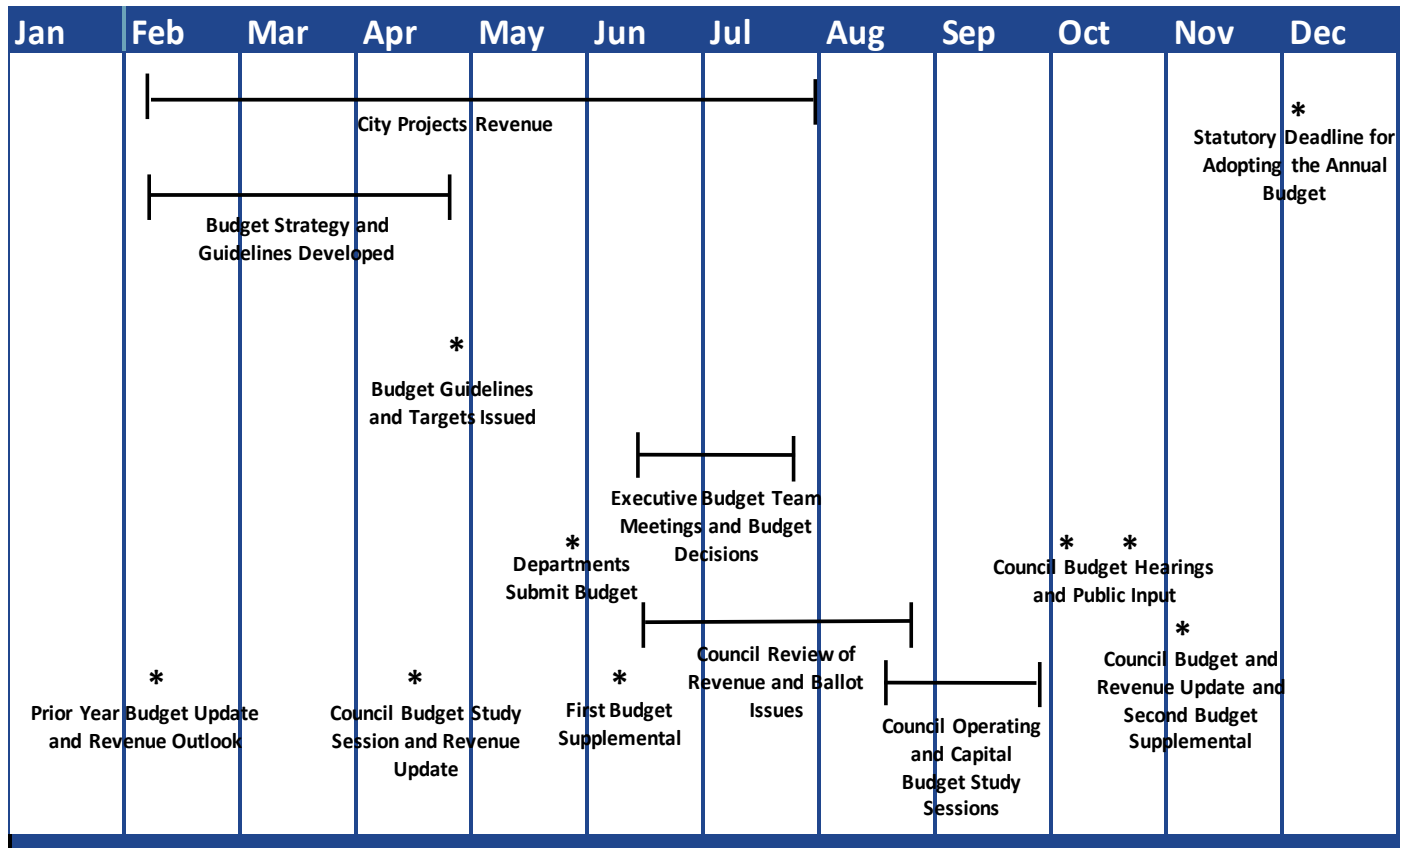 Jan Feb Mar Apr May Jun Jul Aug Sep Oct Nov Dec
City Projects Revenue
*
Statutory Deadline for
Adopting the Annual
Budget
Budget Strategy and
Guidelines Developed
*
Budget Guidelines
and Targets Issued
Executive Budget Team
Meetings and Budget
Decisions
*
Departments
Submit Budget
* *
Council Budget Hearings
and Public Input
Council Review of
Revenue and Ballot
Issues
*
Council Budget and
Revenue Update and
Second Budget
Supplemental
*
Prior Year Budget Update
and Revenue Outlook
*
Council Budget Study
Session and Revenue
Update
*
First Budget
Supplemental
Council Operating
and Capital
Budget Study
Sessions